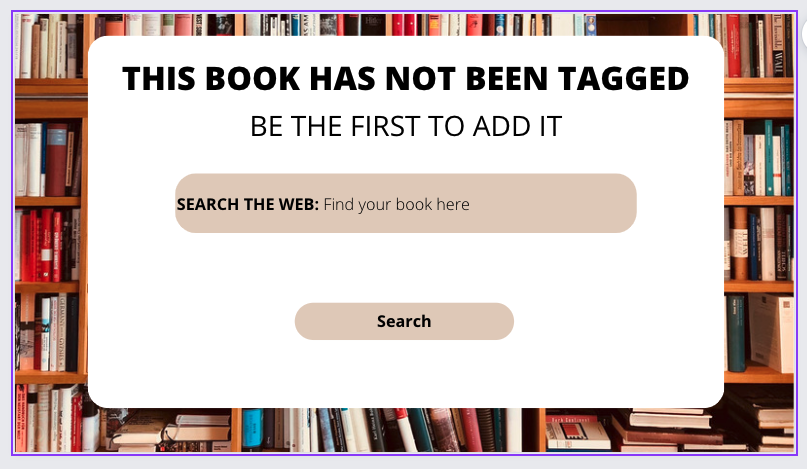 THIS BOOK HAS NOT BEEN TAGGED
BE THE FIRST TO ADD IT
SEARCH THE WEB: Find your book here
Search